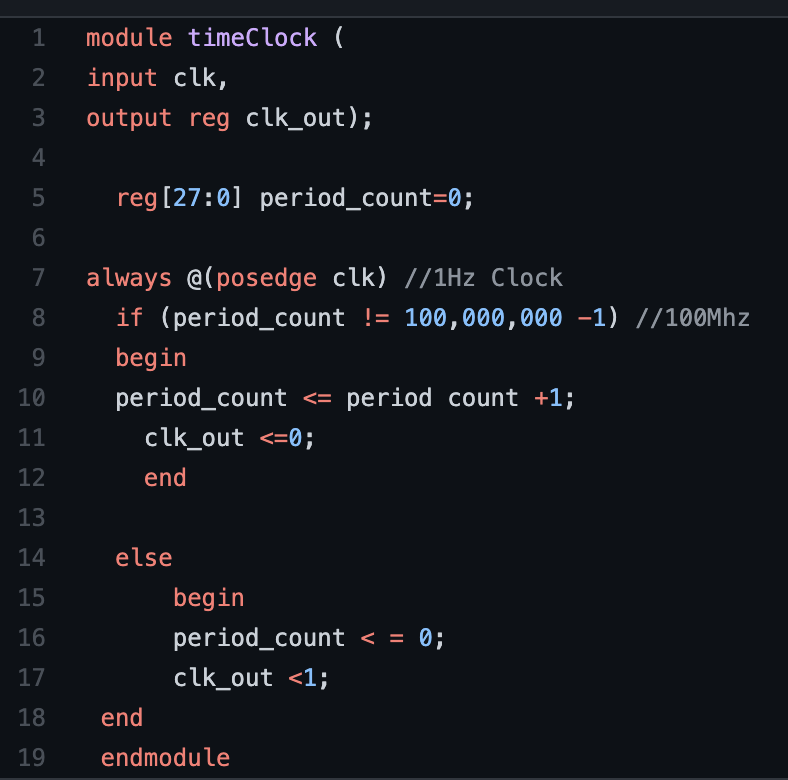 1 module timeClock (
2 input clk,
3 output reg clk_out);
4
5 reg[27:0] period_count=0;
6
7 always @(posedge clk) //1Hz Clock
8 if (period_count != 100,000,000 -1) //100Mhz
9 begin
10 period_count <= period count +1;
11 clk_out <=0;
12 end
13
14 else
15 begin
16 period_count < = 0;
17 clk_out <1;
18 end
19 endmodule